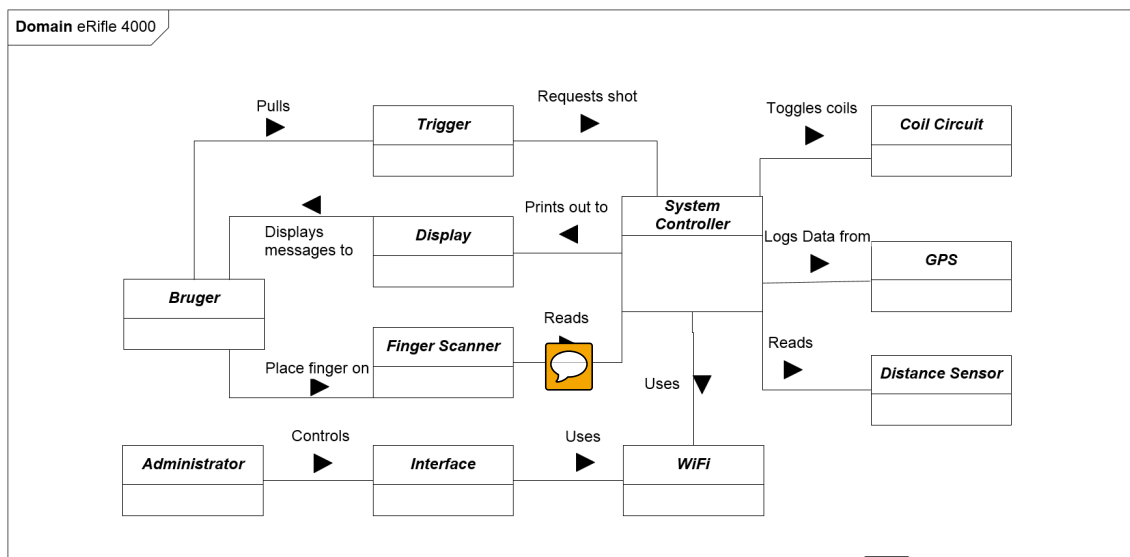 Domain eRifle 4000
Pulls
Requests shot
Toggles coils
Trigger
Coil Circuit
Displays
messages to
Display
Prints out to
System
Controller
Logs Data from
GPS
Bruger
Place finger on
Finger Scanner
Reads
Reads
Distance Sensor
Uses
Controls
Uses
Administrator
Interface
WiFi